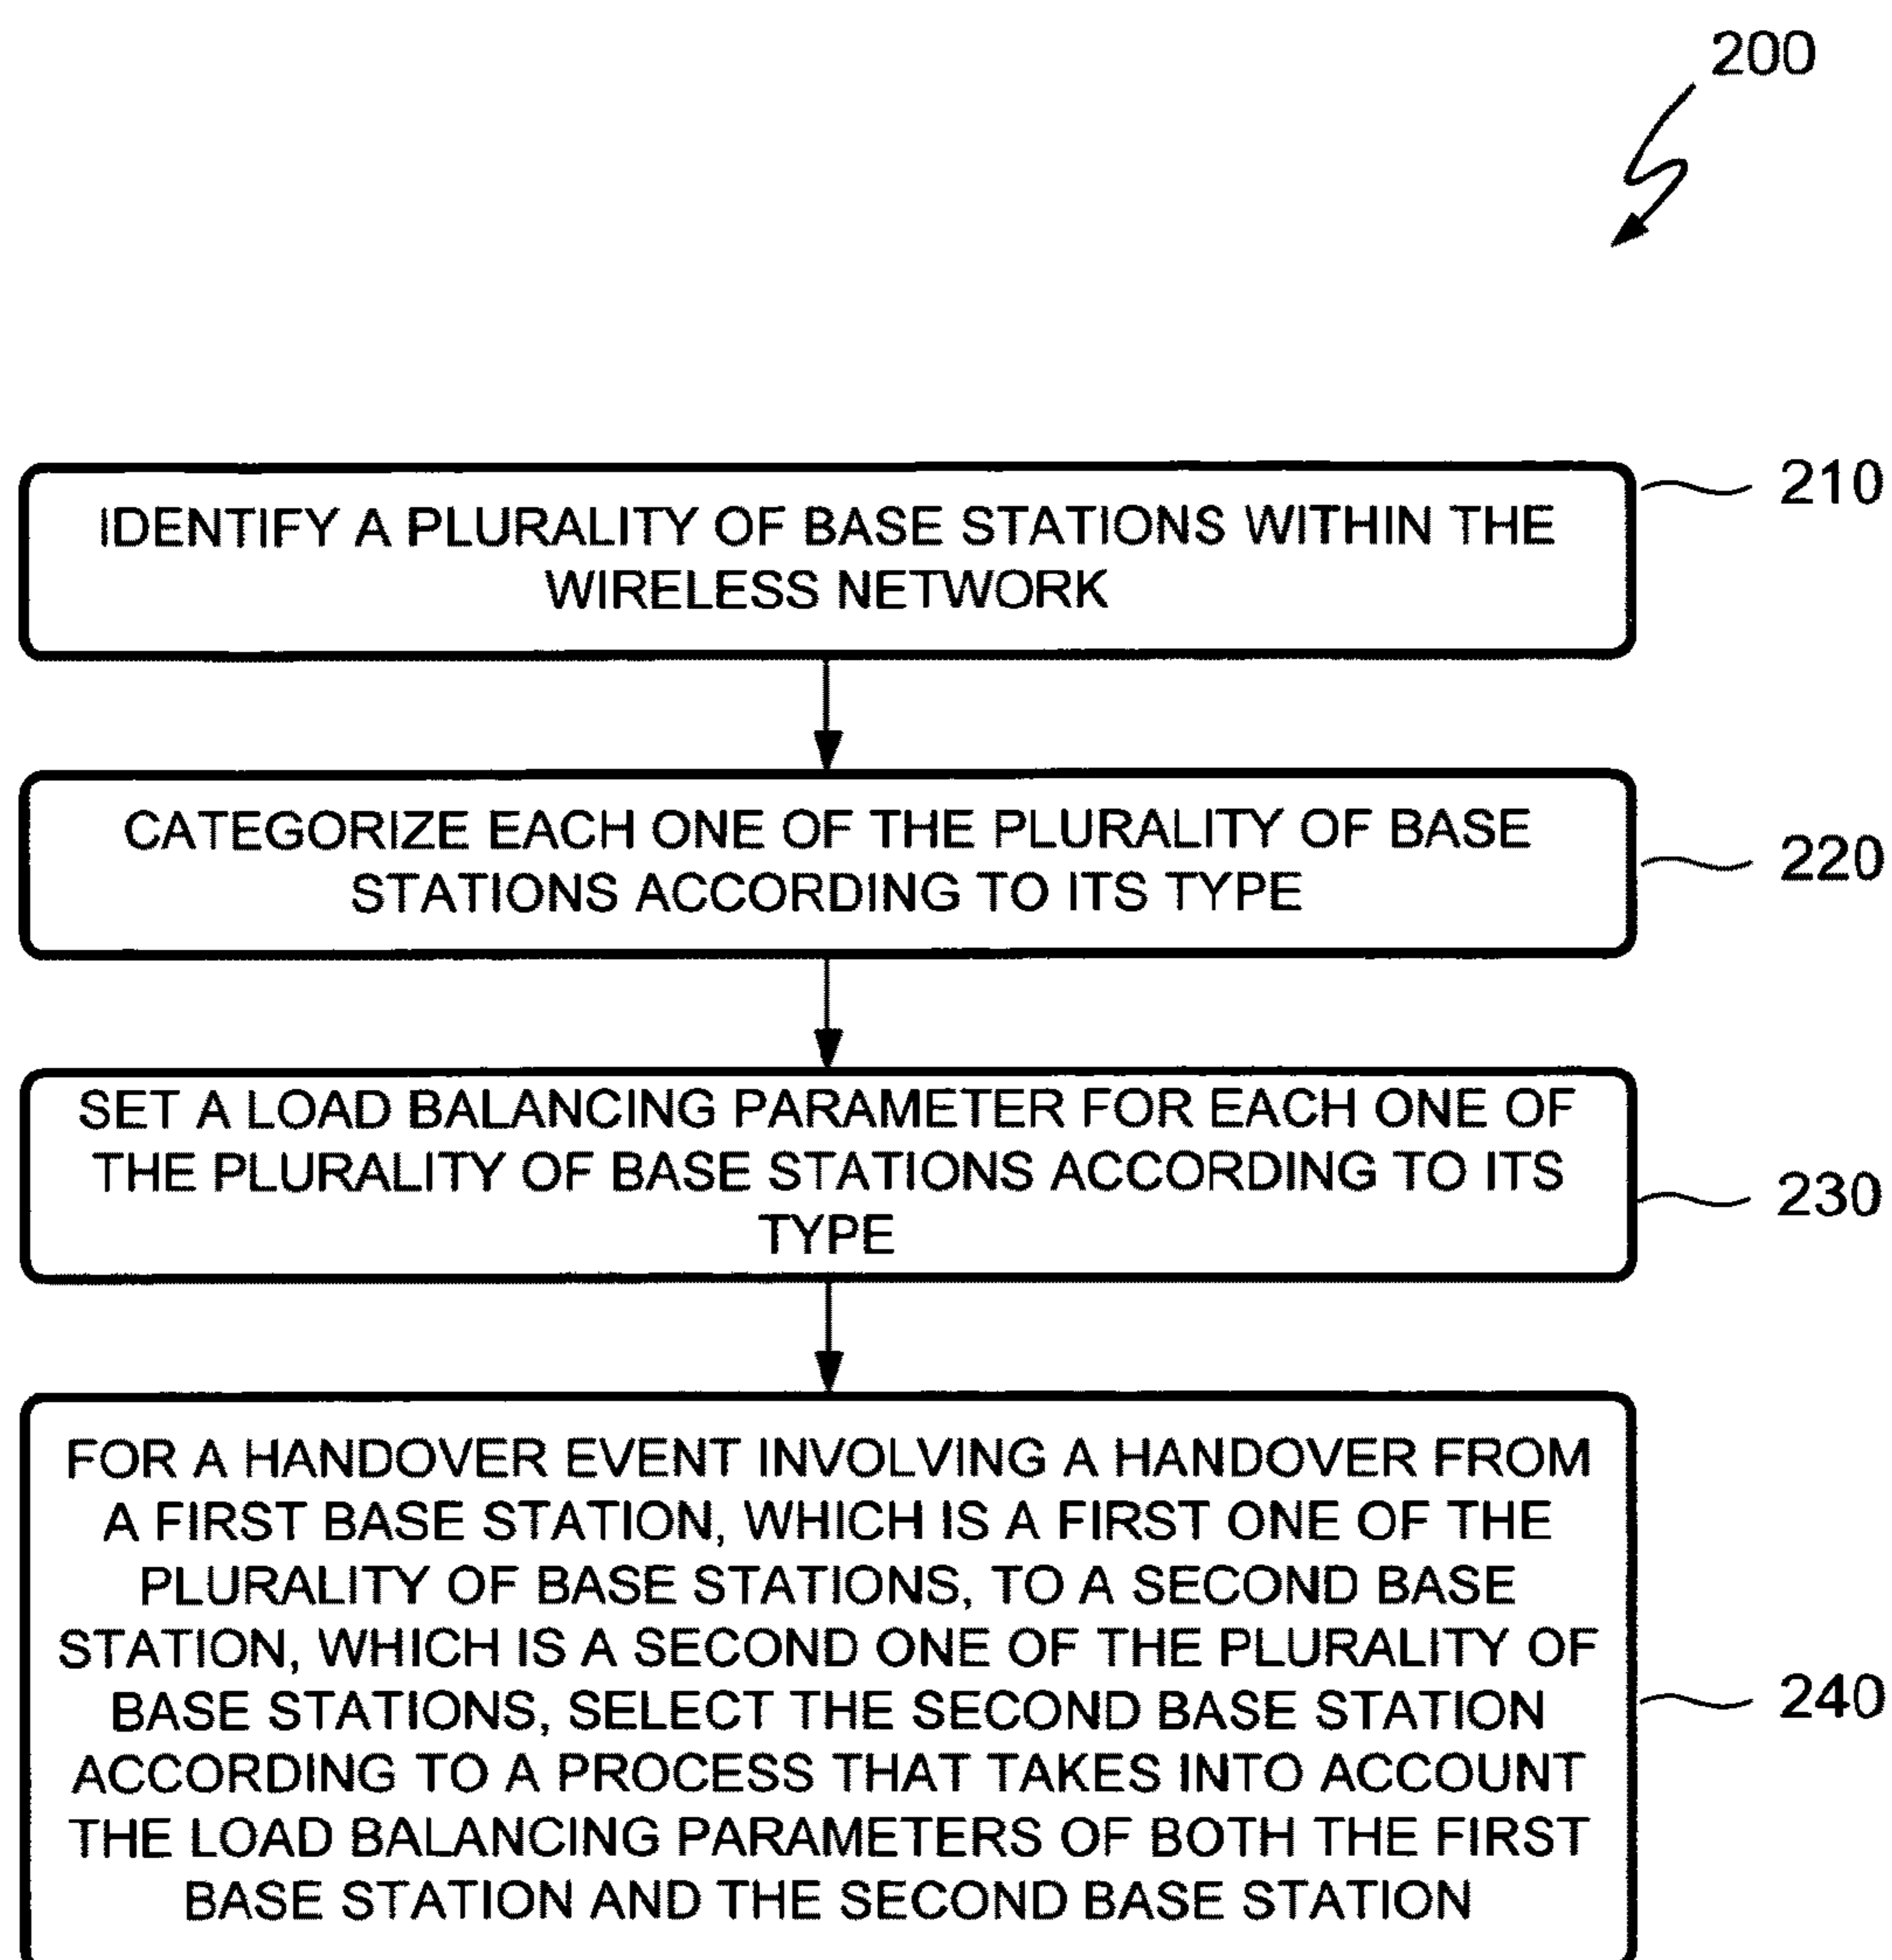 200
IDENTIFY A PLURALITY OF BASE STATIONS WITHIN THE
WIRELESS NETWORK
210
CATEGORIZE EACH ONE OF THE PLURALITY OF BASE
STATIONS ACCORDING TO ITS TYPE
220
SET A LOAD BALANCING PARAMETER FOR EACH ONE OF
THE PLURALITY OF BASE STATIONS ACCORDING TO ITS
TYPE
230
FOR A HANDOVER EVENT INVOLVING A HANDOVER FROM
A FIRST BASE STATION, WHICH IS A FIRST ONE OF THE
PLURALITY OF BASE STATIONS, TO A SECOND BASE
STATION, WHICH IS A SECOND ONE OF THE PLURALITY OF
BASE STATIONS, SELECT THE SECOND BASE STATION
ACCORDING TO A PROCESS THAT TAKES INTO ACCOUNT
THE LOAD BALANCING PARAMETERS OF BOTH THE FIRST
BASE STATION AND THE SECOND BASE STATION
240